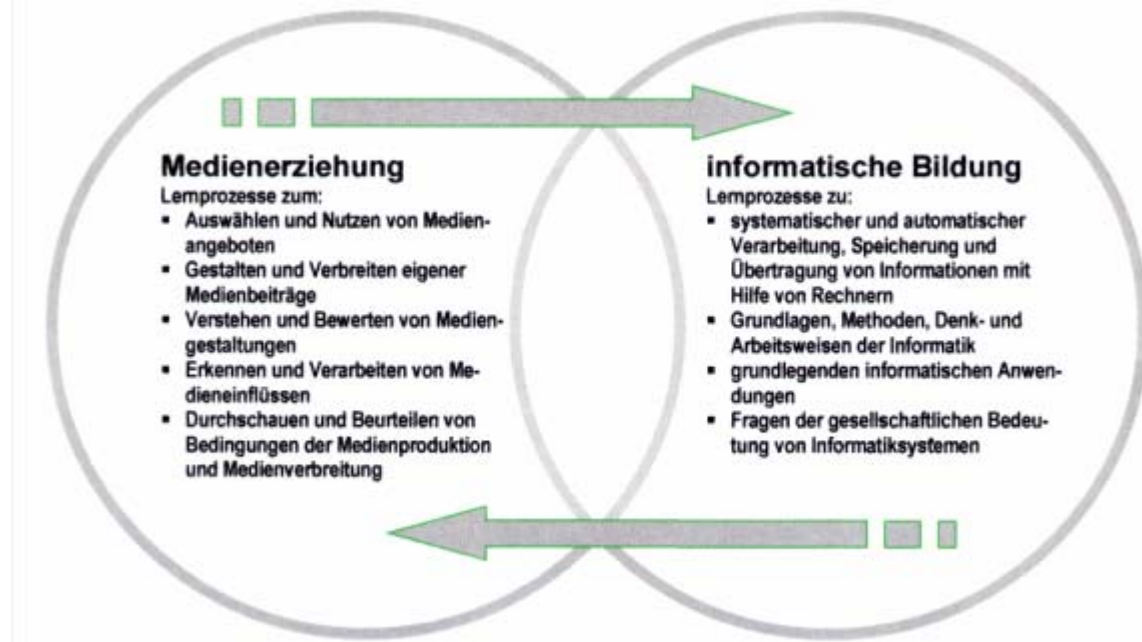 Medienerziehung
Lernprozesse zum:
▪ Auswählen und Nutzen von Medien-
angeboten
▪ Gestalten und Verbreiten eigener
Medienbeiträge
▪ Verstehen und Bewerten von Medien-
gestaltungen
▪ Erkennen und Verarbeiten von Me-
dieneinflüssen
▪ Durchschauen und Beurteilen von
Bedingungen der Medienproduktion
und Medienverbreitung
informatische Bildung
Lernprozesse zu:
▪ systematischer und automatischer
Verarbeitung, Speicherung und
Übertragung von Informationen mit
Hilfe von Rechnern
▪ Grundlagen, Methoden, Denk- und
Arbeitsweisen der Informatik
▪ grundlegenden informatischen Anwen-
dungen
▪ Fragen der gesellschaftlichen Bedeu-
tung von Informatiksystemen